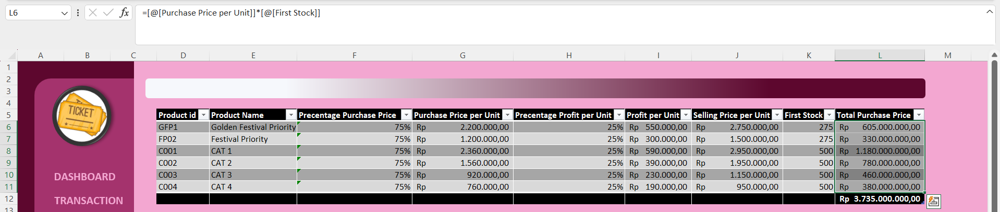 L6 fx =[@[Purchase Price per Unit]]*[@[First Stock]]
A B C D E F G H I J K L M
1
2
3
4
TICKET
5 Product id Product Name Precentage Purchase Price Purchase Price per Unit Precentage Profit per Unit Profit per Unit Selling Price per Unit First Stock Total Purchase Price
6 GFP1 Golden Festival Priority 75% Rp 2.200.000,00 25% Rp 550.000,00 Rp 2.750.000,00 275 Rp 605.000.000,00
7 FP02 Festival Priority 75% Rp 1.200.000,00 25% Rp 300.000,00 Rp 1.500.000,00 275 Rp 330.000.000,00
8 C001 CAT 1 75% Rp 2.360.000,00 25% Rp 590.000,00 Rp 2.950.000,00 500 Rp 1.180.000.000,00
9 C002 CAT 2 75% Rp 1.560.000,00 25% Rp 390.000,00 Rp 1.950.000,00 500 Rp 780.000.000,00
10 C003 CAT 3 75% Rp 920.000,00 25% Rp 230.000,00 Rp 1.150.000,00 500 Rp 460.000.000,00
DASHBOARD
11 C004 CAT 4 75% Rp 760.000,00 25% Rp 190.000,00 Rp 950.000,00 500 Rp 380.000.000,00
12 Rp 3.735.000.000,00
TRANSACTION
13